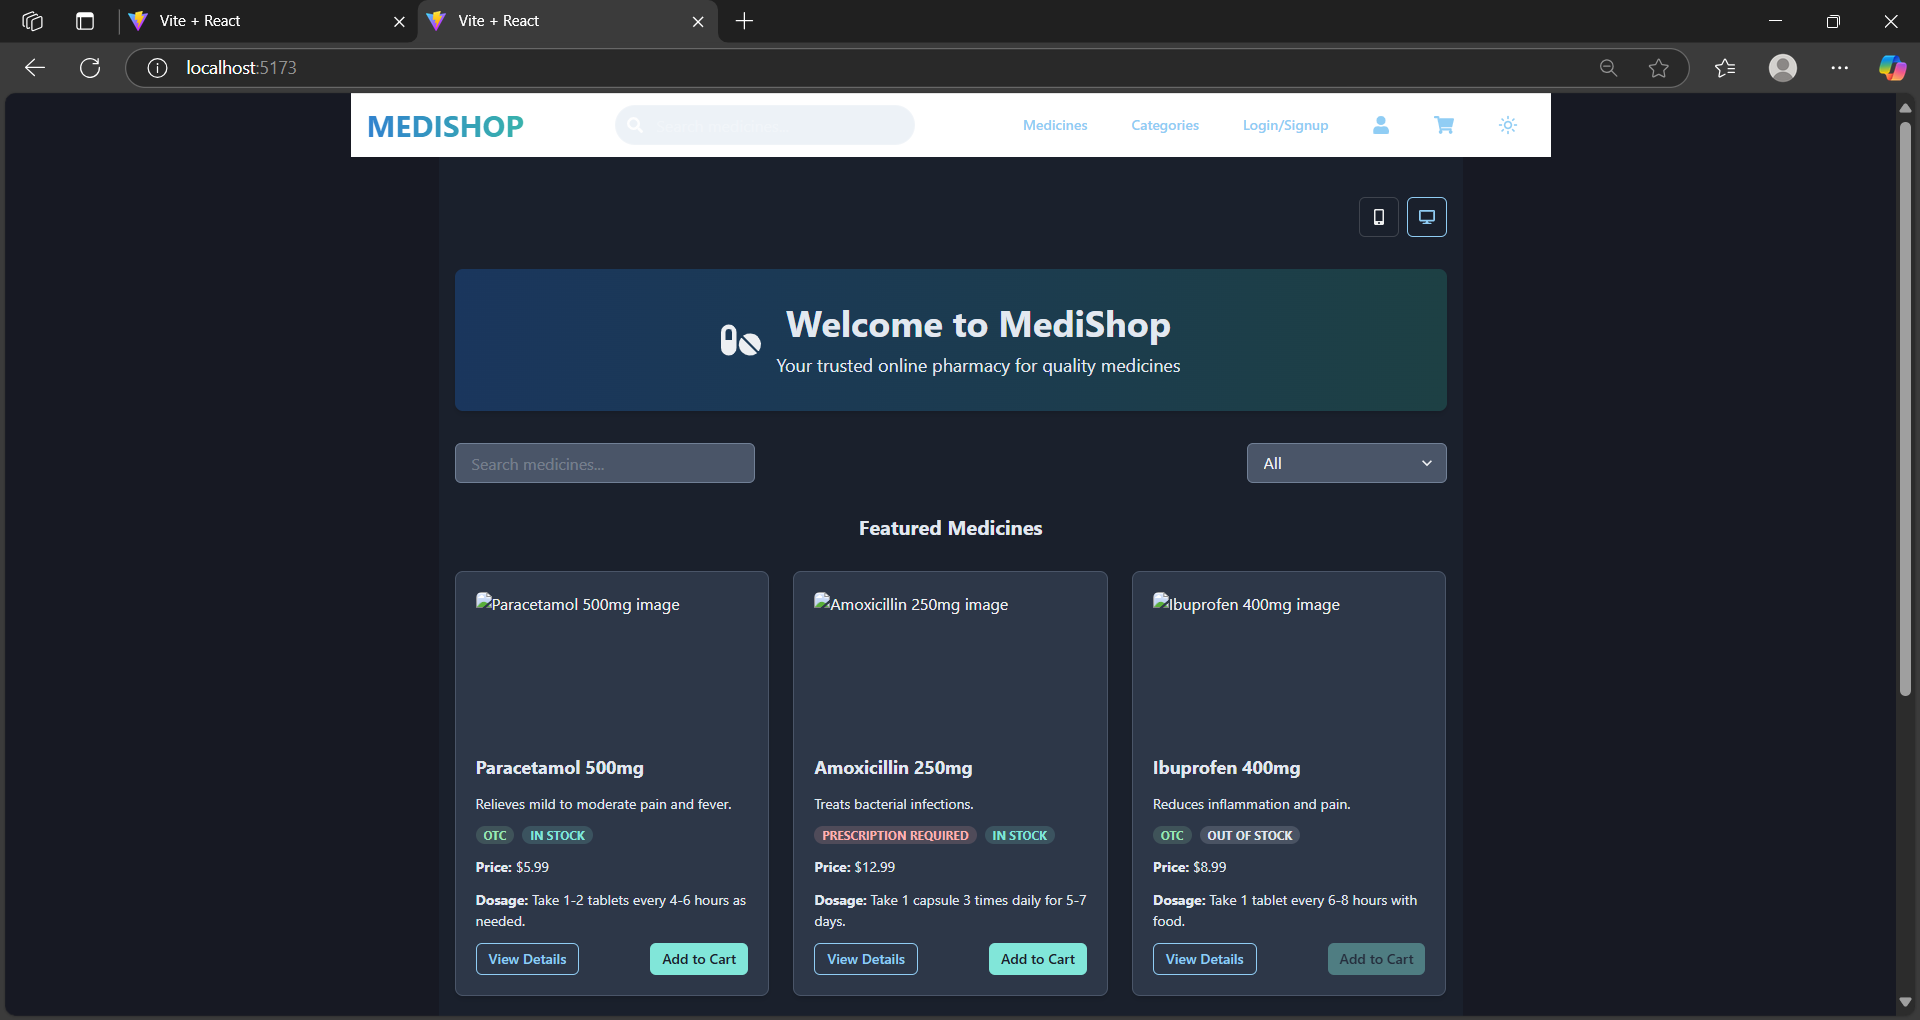 Vite + React
Vite + React
localhost:5173
MEDISHOP
Medicines
Categories
Login/Signup
Welcome to MediShop
Your trusted online pharmacy for quality medicines
Search medicines...
All
Featured Medicines
Paracetamol 500mg image
Amoxicillin 250mg image
Ibuprofen 400mg image
Paracetamol 500mg
Relieves mild to moderate pain and fever.
OTC
IN STOCK
Price: $5.99
Dosage: Take 1-2 tablets every 4-6 hours as
needed.
View Details
Add to Cart
Amoxicillin 250mg
Treats bacterial infections.
PRESCRIPTION REQUIRED
IN STOCK
Price: $12.99
Dosage: Take 1 capsule 3 times daily for 5-7
days.
View Details
Add to Cart
Ibuprofen 400mg
Reduces inflammation and pain.
OTC
OUT OF STOCK
Price: $8.99
Dosage: Take 1 tablet every 6-8 hours with
food.
View Details
Add to Cart